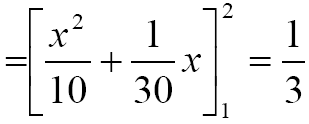 =[x²/10 + 1/30 x]₁² = 1/3